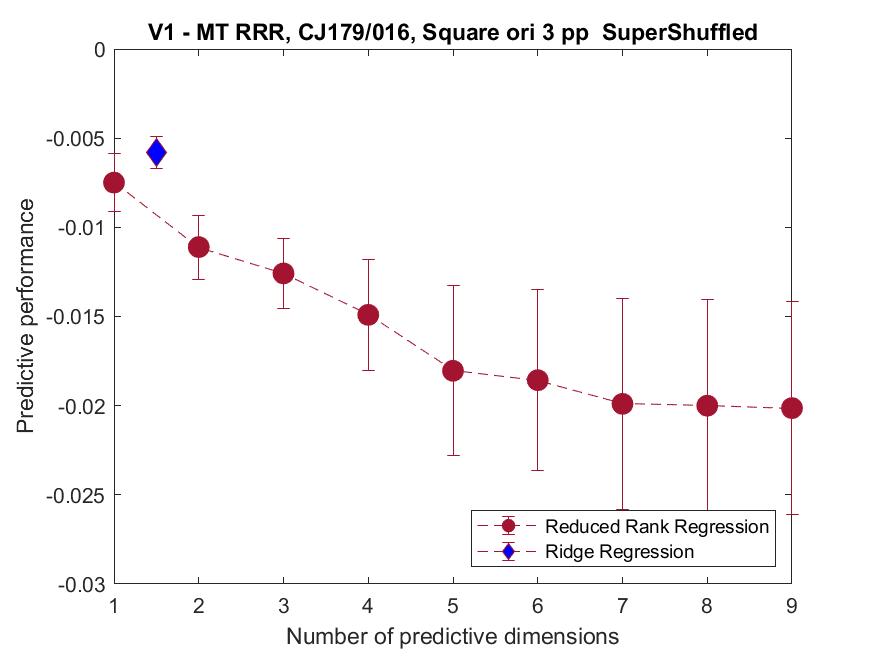 V1 - MT RRR, CJ179/016, Square ori 3 pp  SuperShuffled
0
-0.005
-0.01
-0.015
-0.02
-0.025
-0.03
Predictive performance
Reduced Rank Regression
Ridge Regression
1 2 3 4 5 6 7 8 9
Number of predictive dimensions